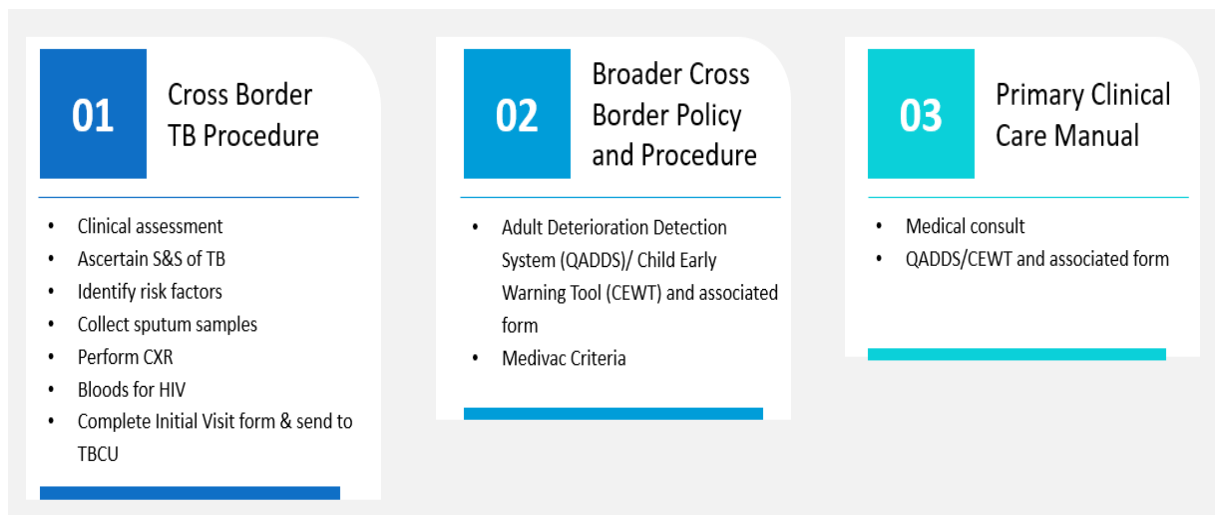 01
Cross Border
TB Procedure
• Clinical assessment
• Ascertain S&S of TB
• Identify risk factors
• Collect sputum samples
• Perform CXR
• Bloods for HIV
• Complete Initial Visit form & send to
TBCU
02
Broader Cross
Border Policy
and Procedure
• Adult Deterioration Detection
System (QADDS)/ Child Early
Warning Tool (CEWT) and associated
form
• Medivac Criteria
03
Primary Clinical
Care Manual
• Medical consult
• QADDS/CEWT and associated form